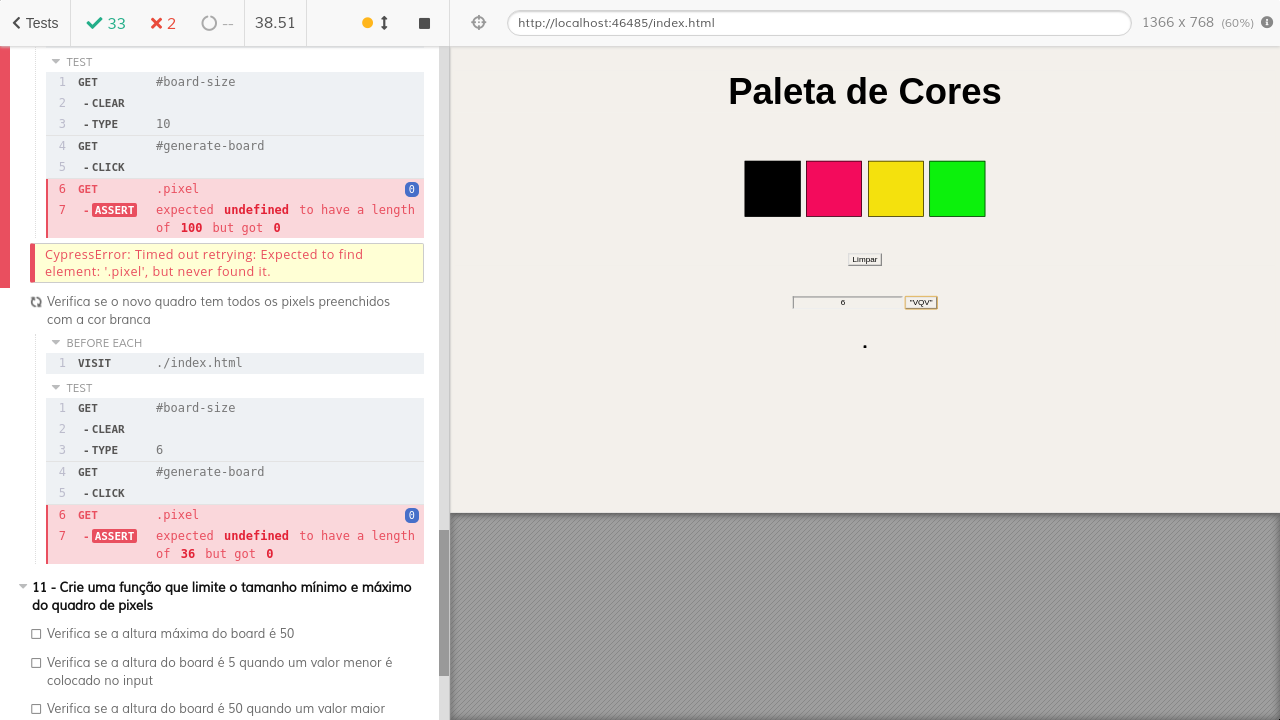 Tests 33 2 -- 38.51 http://localhost:46485/index.html 1366 x 768 (60%)
TEST
1 GET #board-size
2 -CLEAR
3 -TYPE 10
4 GET #generate-board
5 -CLICK
6 GET .pixel 0
7 -ASSERT expected undefined to have a length
of 100 but got 0
CypressError: Timed out retrying: Expected to find
element: '.pixel', but never found it.
Verifica se o novo quadro tem todos os pixels preenchidos
com a cor branca
BEFORE EACH
1 VISIT ./index.html
TEST
1 GET #board-size
2 -CLEAR
3 -TYPE 6
4 GET #generate-board
5 -CLICK
6 GET .pixel 0
7 -ASSERT expected undefined to have a length
of 36 but got 0
11 - Crie uma função que limite o tamanho mínimo e máximo
do quadro de pixels
Verifica se a altura máxima do board é 50
Verifica se a altura do board é 5 quando um valor menor é
colocado no input
Verifica se a altura do board é 50 quando um valor maior
Paleta de Cores
Limpar
6 "VQV"